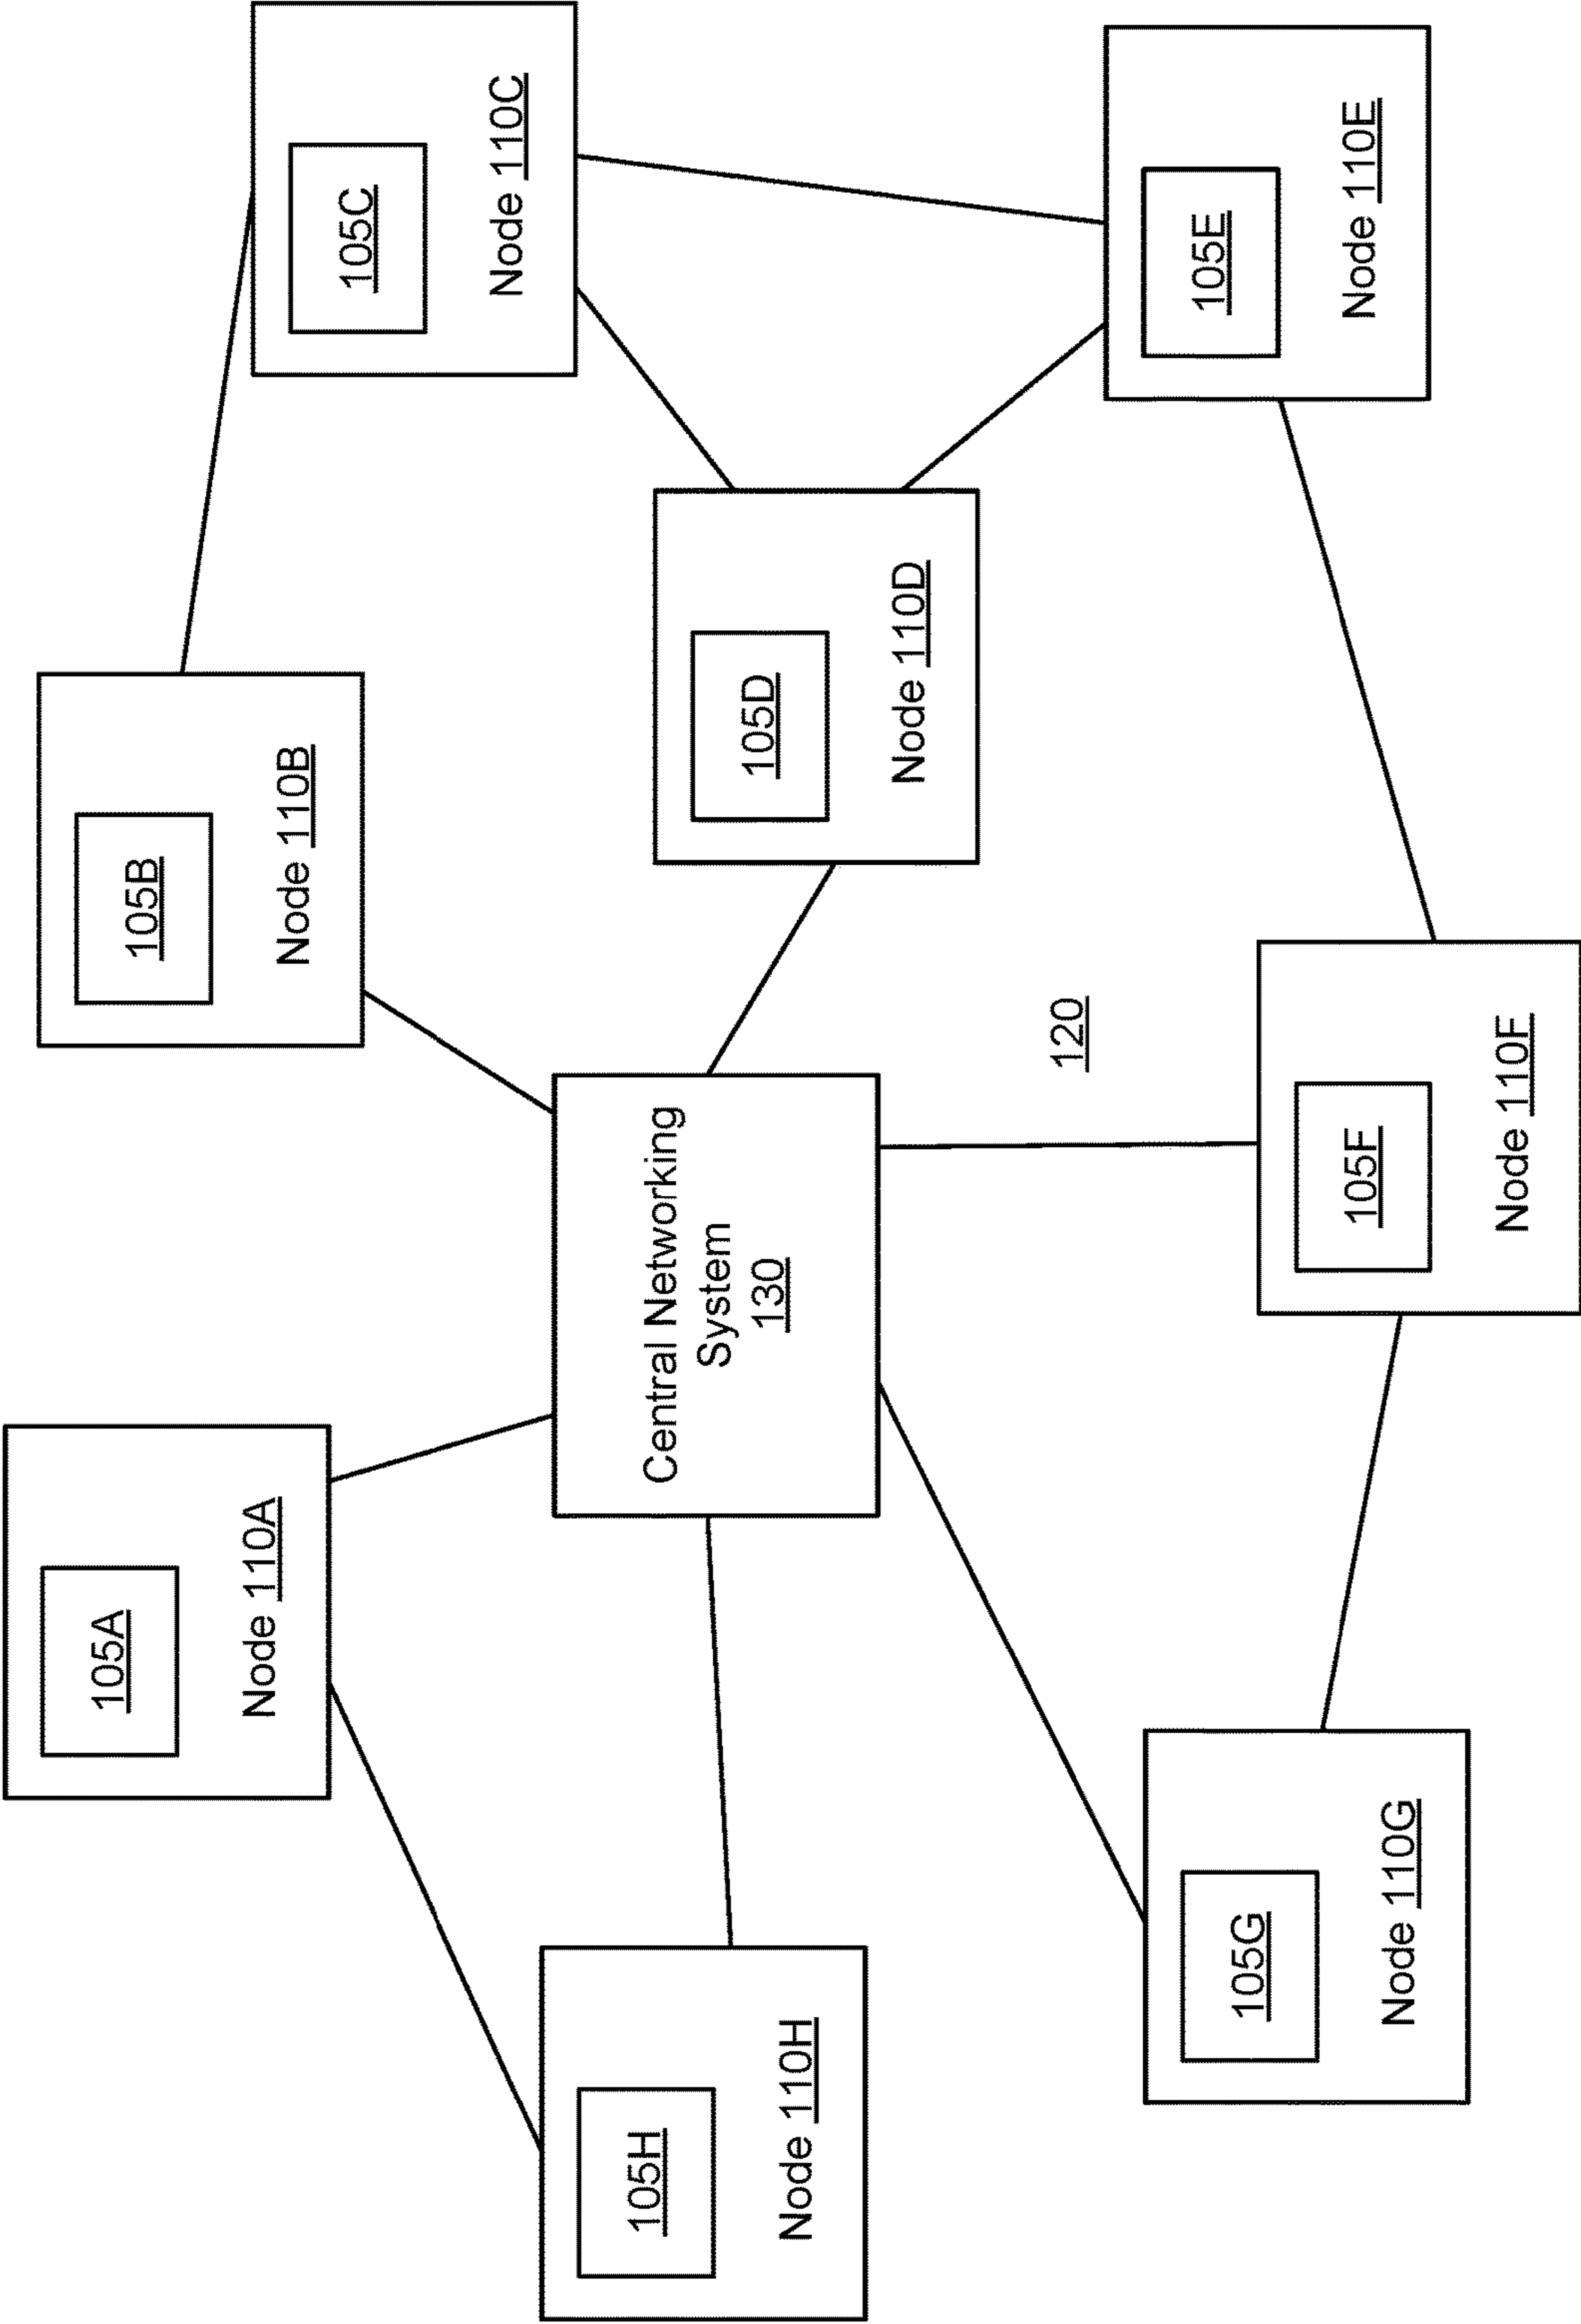 105A
Node 110A
105B
Node 110B
105C
Node 110C
105H
Node 110H
Central Networking
System
130
105D
Node 110D
120
105G
Node 110G
105F
Node 110F
105E
Node 110E